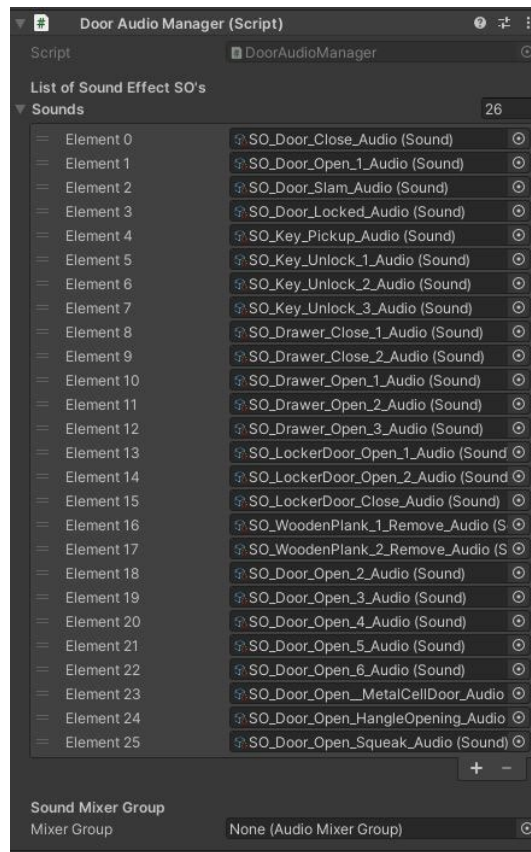 # Door Audio Manager (Script)
Script DoorAudioManager
List of Sound Effect SO's
Sounds 26
Element 0 SO_Door_Close_Audio (Sound)
Element 1 SO_Door_Open_1_Audio (Sound)
Element 2 SO_Door_Slam_Audio (Sound)
Element 3 SO_Door_Locked_Audio (Sound)
Element 4 SO_Key_Pickup_Audio (Sound)
Element 5 SO_Key_Unlock_1_Audio (Sound)
Element 6 SO_Key_Unlock_2_Audio (Sound)
Element 7 SO_Key_Unlock_3_Audio (Sound)
Element 8 SO_Drawer_Close_1_Audio (Sound)
Element 9 SO_Drawer_Close_2_Audio (Sound)
Element 10 SO_Drawer_Open_1_Audio (Sound)
Element 11 SO_Drawer_Open_2_Audio (Sound)
Element 12 SO_Drawer_Open_3_Audio (Sound)
Element 13 SO_LockerDoor_Open_1_Audio (Sound
Element 14 SO_LockerDoor_Open_2_Audio (Sound
Element 15 SO_LockerDoor_Close_Audio (Sound)
Element 16 SO_WoodenPlank_1_Remove_Audio (S
Element 17 SO_WoodenPlank_2_Remove_Audio (S
Element 18 SO_Door_Open_2_Audio (Sound)
Element 19 SO_Door_Open_3_Audio (Sound)
Element 20 SO_Door_Open_4_Audio (Sound)
Element 21 SO_Door_Open_5_Audio (Sound)
Element 22 SO_Door_Open_6_Audio (Sound)
Element 23 SO_Door_Open__MetalCellDoor_Audio
Element 24 SO_Door_Open_HangleOpening_Audio
Element 25 SO_Door_Open_Squeak_Audio (Sound)
+ −
Sound Mixer Group
Mixer Group None (Audio Mixer Group)